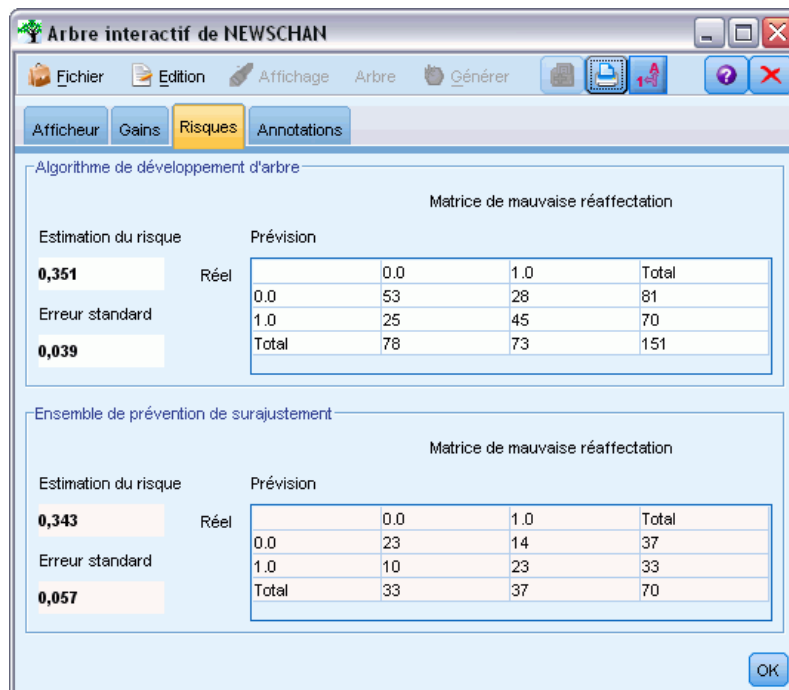 Arbre interactif de NEWSCHAN
Fichier Edition Affichage Arbre Générer
Afficheur Gains Risques Annotations
Algorithme de développement d'arbre
Matrice de mauvaise réaffectation
Estimation du risque Prévision
0,351 Réel 0.0 1.0 Total
0.0 53 28 81
Erreur standard 1.0 25 45 70
0,039 Total 78 73 151
Ensemble de prévention de surajustement
Matrice de mauvaise réaffectation
Estimation du risque Prévision
0,343 Réel 0.0 1.0 Total
0.0 23 14 37
Erreur standard 1.0 10 23 33
0,057 Total 33 37 70
OK